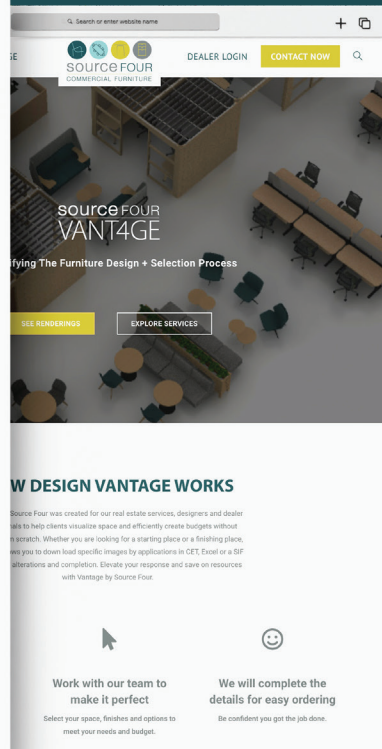 Search or enter website name
GE
SOURCE FOUR
COMMERCIAL FURNITURE
DEALER LOGIN
CONTACT NOW
source FOUR
VANT4GE
ifying The Furniture Design + Selection Process
SEE RENDERINGS
EXPLORE SERVICES
W DESIGN VANTAGE WORKS
Source Four was created for our real estate services, designers and dealer
to help clients visualize space and efficiently create budgets without
scratch. Whether you are looking for a starting place or a finishing place,
you to down load specific images by applications in CET, Excel or a SIF
alterations and completion. Elevate your response and save on resources
with Vantage by Source Four.
Work with our team to
make it perfect
Select your space, finishes and options to
meet your needs and budget.
We will complete the
details for easy ordering
Be confident you got the job done.